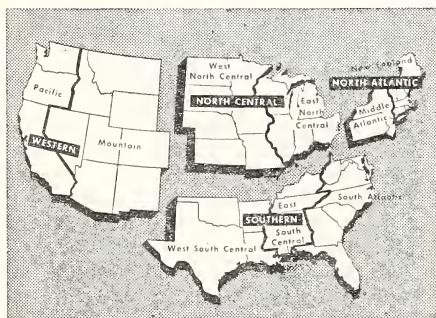 Pacific
WESTERN
Mountain
West
North Central
NORTH CENTRAL
East
North
Central
New England
NORTH ATLANTIC
Middle
Atlantic
South Atlantic
East
SOUTHERN
South
Central
West South Central